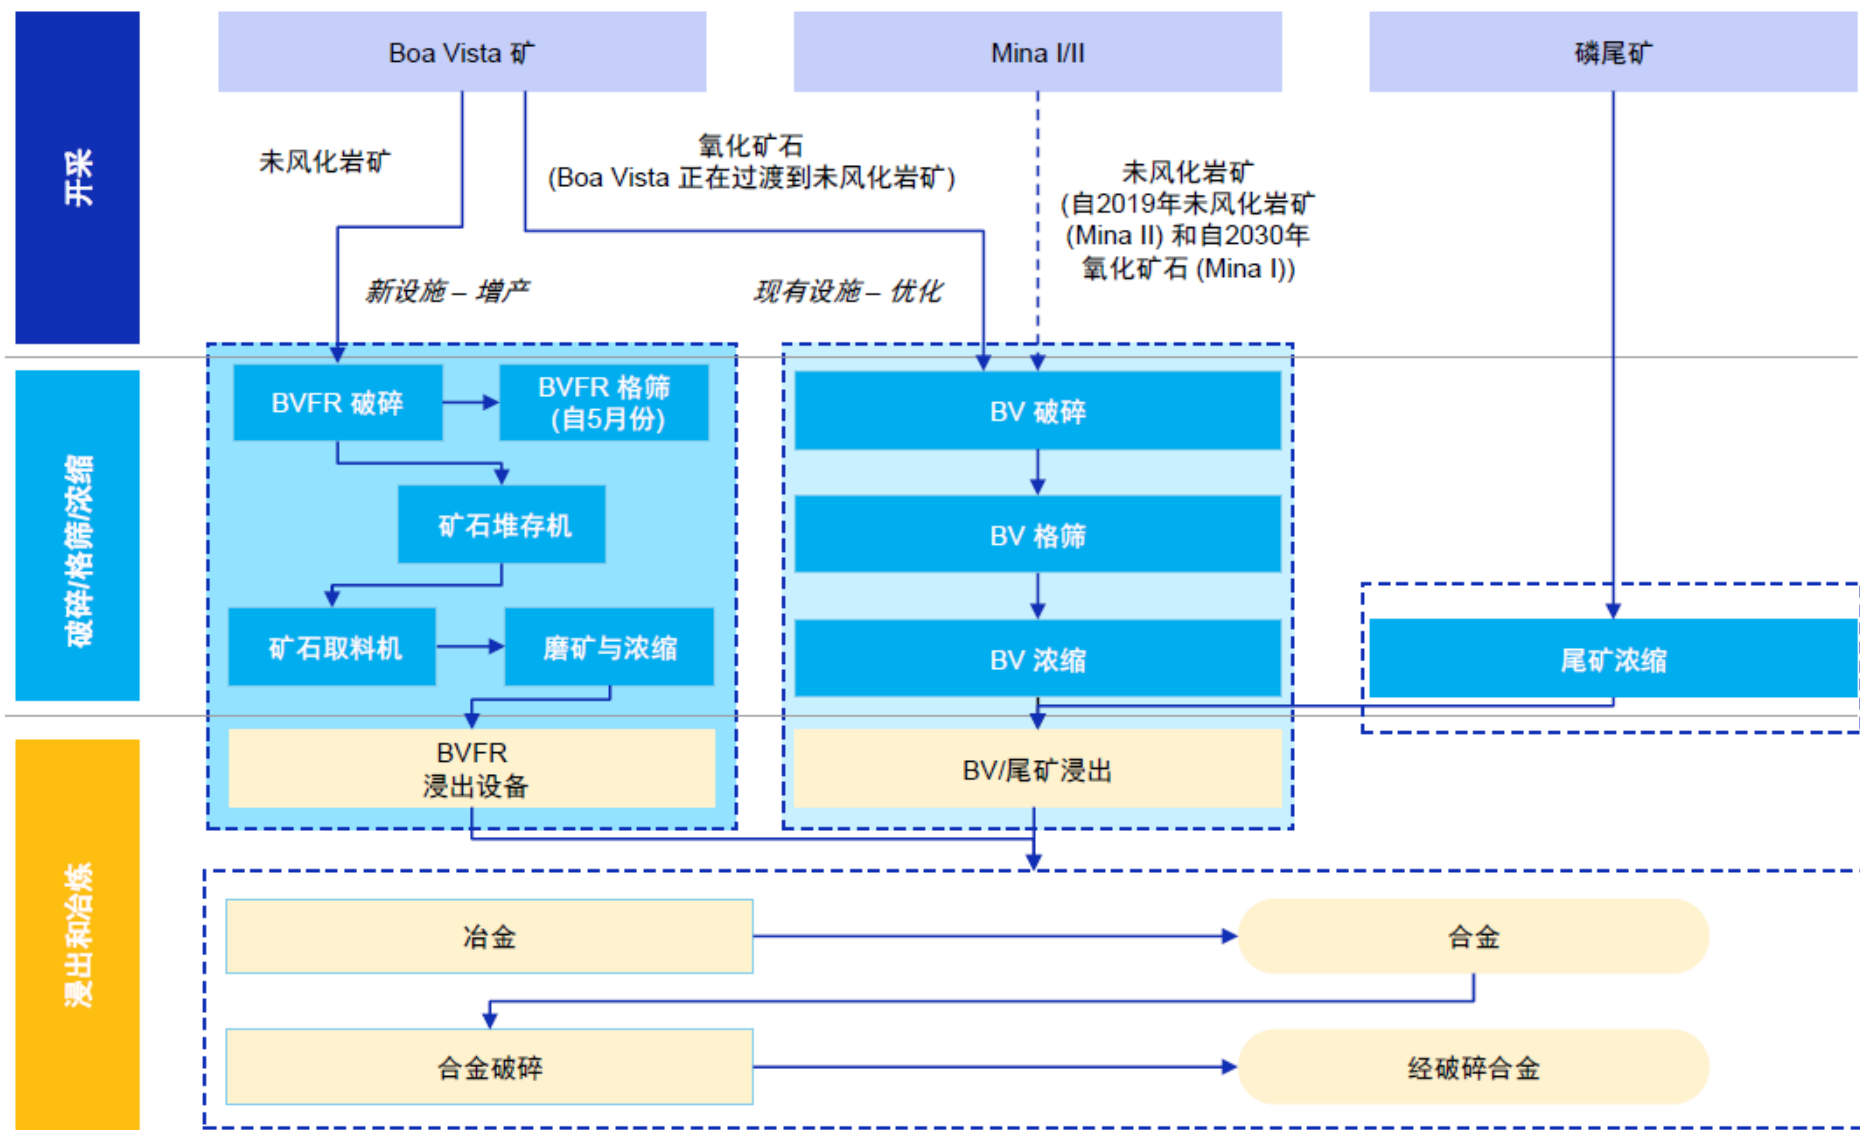 Boa Vista 矿
Mina I/II
磷尾矿
开采
未风化岩矿
氧化矿石
(Boa Vista 正在过渡到未风化岩矿)
未风化岩矿
(自2019年未风化岩矿
(Mina II) 和自2030年
氧化矿石 (Mina I))
新设施 – 增产
现有设施 – 优化
破碎/格筛/浓缩
BVFR 破碎
BVFR 格筛
(自5月份)
矿石堆存机
矿石取料机
磨矿与浓缩
BV 破碎
BV 格筛
BV 浓缩
尾矿浓缩
浸出和冶炼
BVFR
浸出设备
BV/尾矿浸出
冶金
合金
合金破碎
经破碎合金